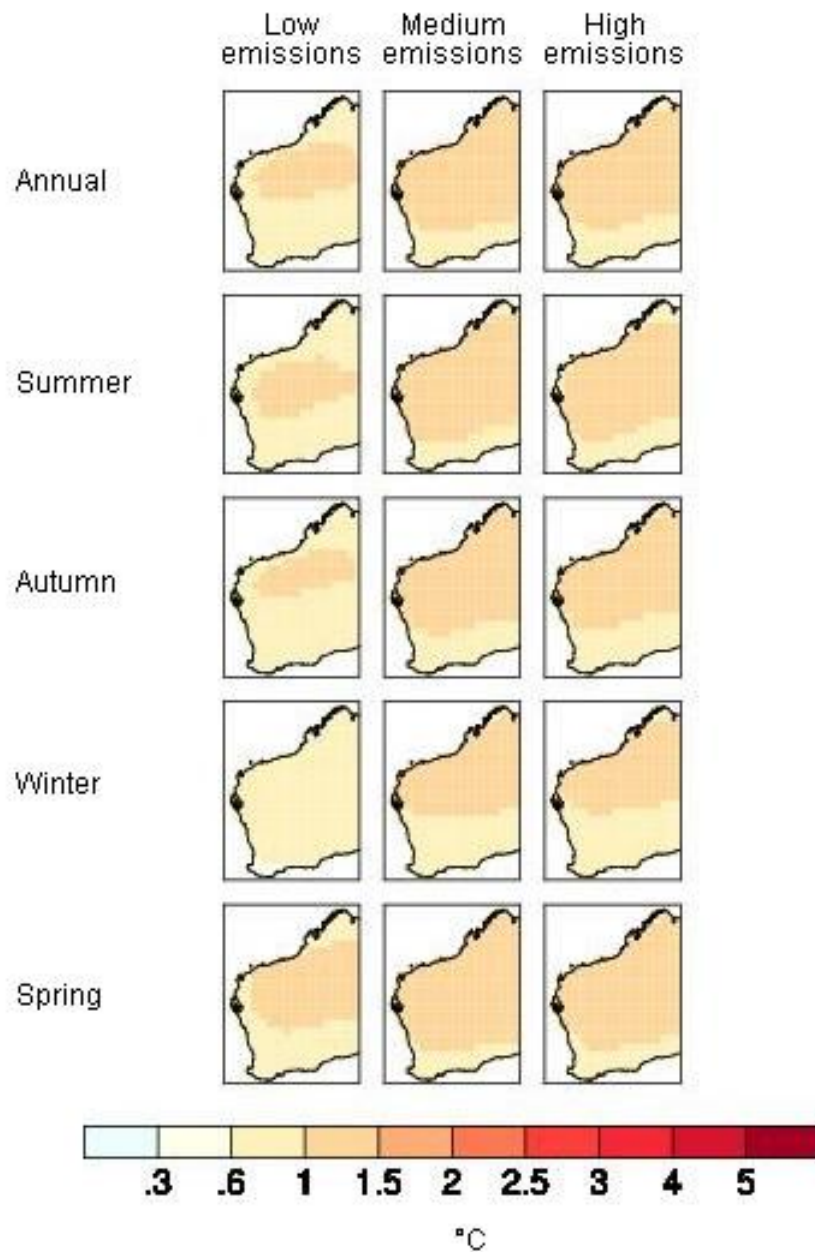 Low Medium High
emissions emissions emissions
Annual
Summer
Autumn
Winter
Spring
.3 .6 1 1.5 2 2.5 3 4 5
°C